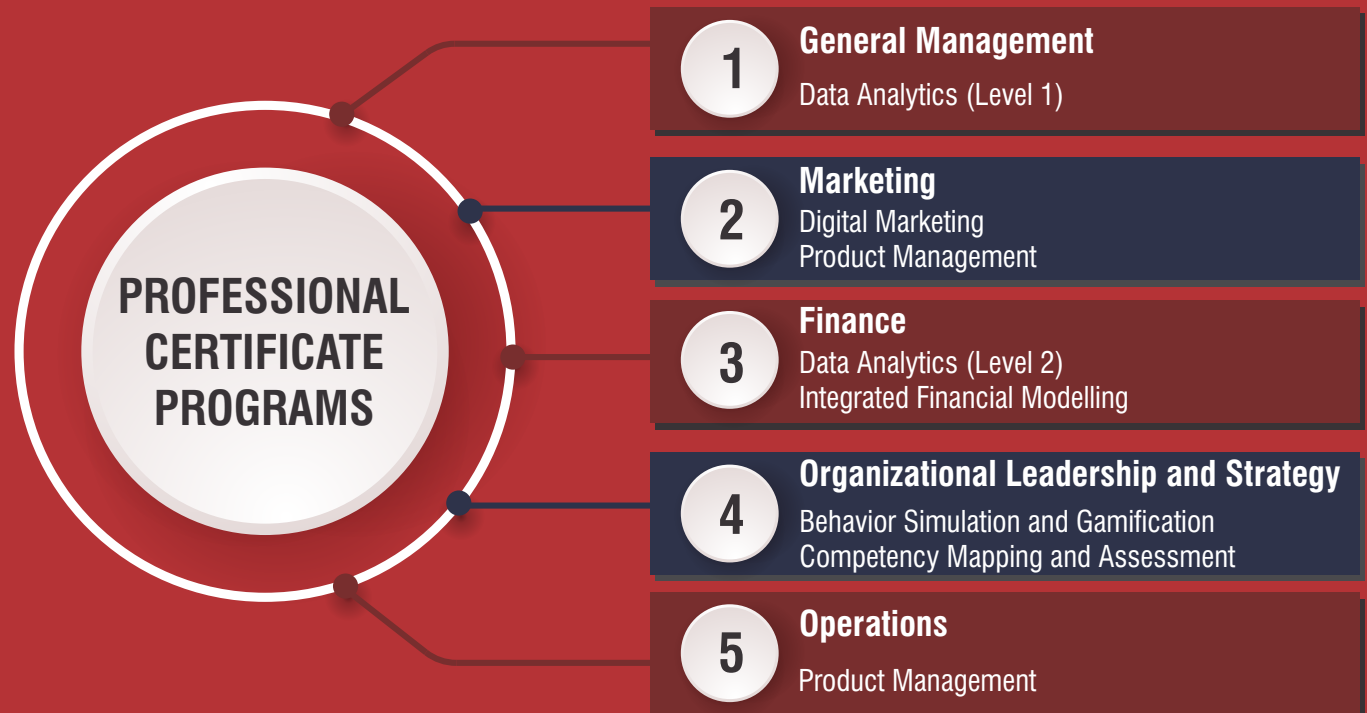 PROFESSIONAL
CERTIFICATE
PROGRAMS
1
General Management
Data Analytics (Level 1)
2
Marketing
Digital Marketing
Product Management
3
Finance
Data Analytics (Level 2)
Integrated Financial Modelling
4
Organizational Leadership and Strategy
Behavior Simulation and Gamification
Competency Mapping and Assessment
5
Operations
Product Management